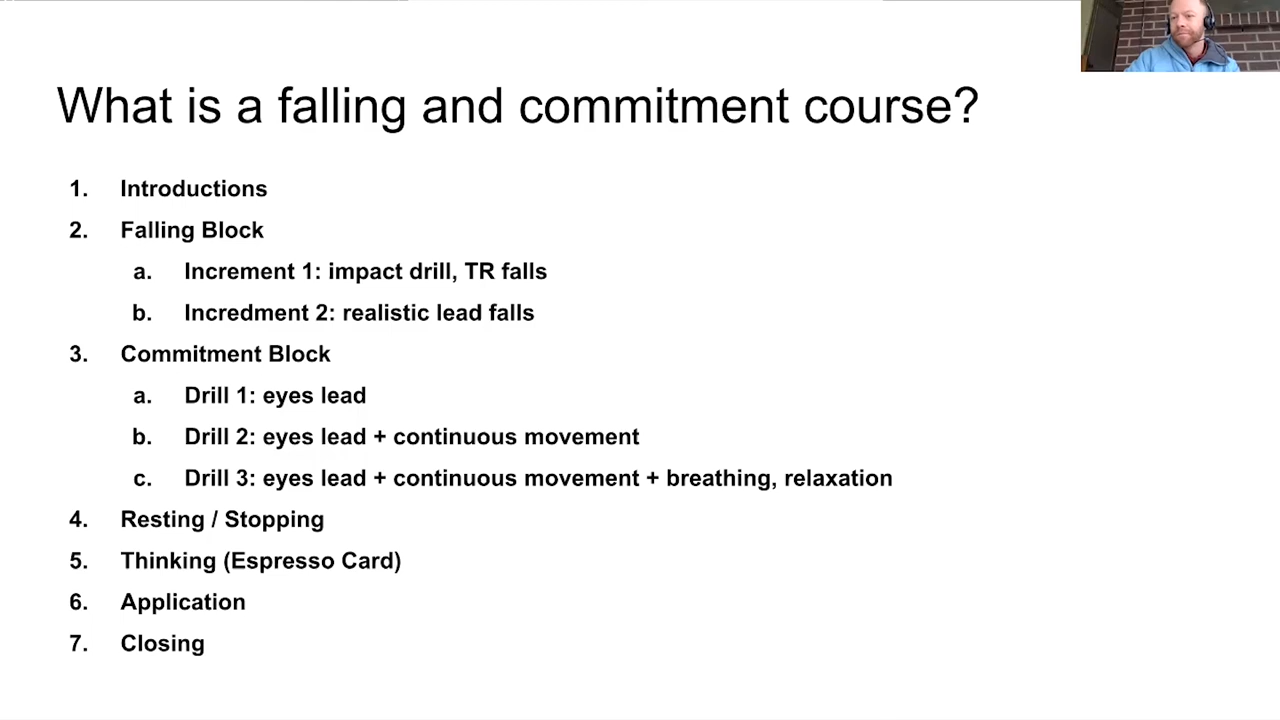 What is a falling and commitment course?
1. Introductions
2. Falling Block
a. Increment 1: impact drill, TR falls
b. Incredment 2: realistic lead falls
3. Commitment Block
a. Drill 1: eyes lead
b. Drill 2: eyes lead + continuous movement
c. Drill 3: eyes lead + continuous movement + breathing, relaxation
4. Resting / Stopping
5. Thinking (Espresso Card)
6. Application
7. Closing